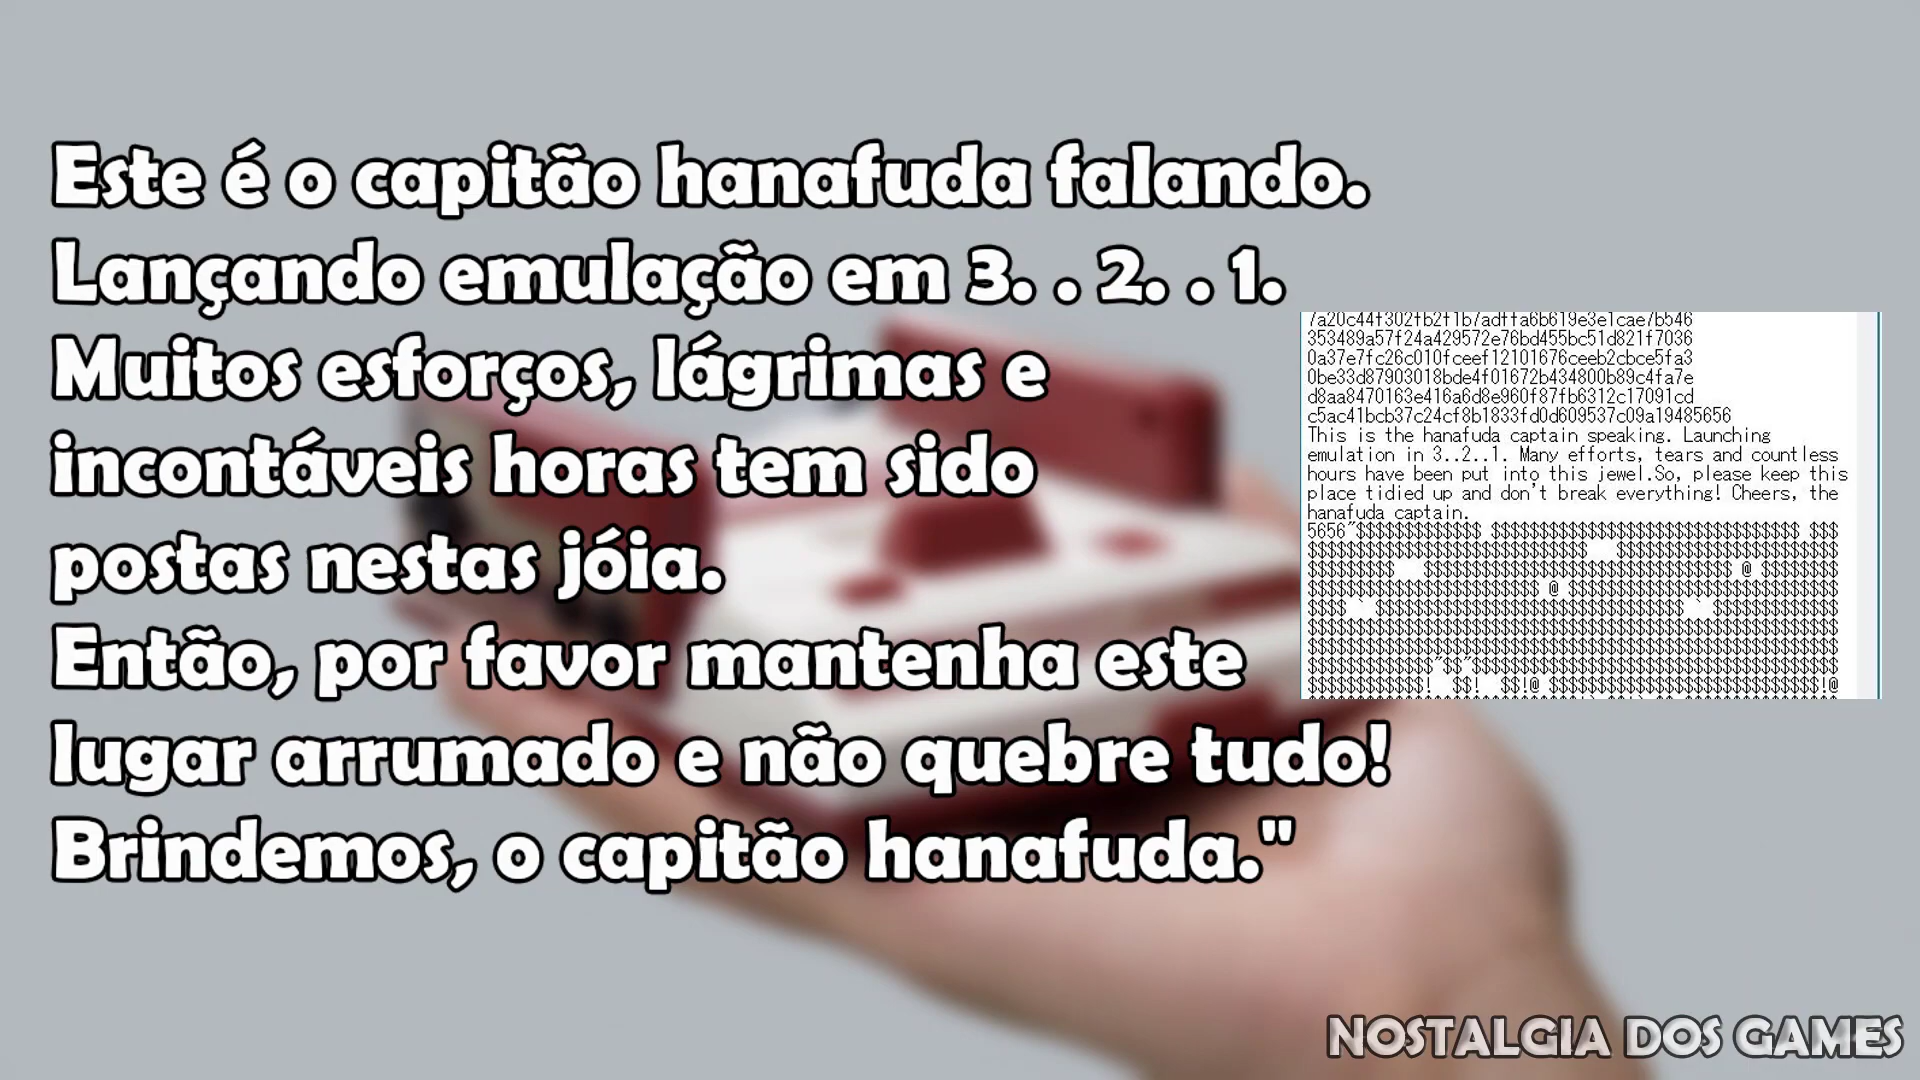 Este é o capitão hanafuda falando.
Lançando emulação em 3. . 2. . 1.
Muitos esforços, lágrimas e
incontáveis horas tem sido
postas nestas jóia.
Então, por favor mantenha este
lugar arrumado e não quebre tudo!
Brindemos, o capitão hanafuda."
7a20c44f302fb2f1b7adffa6b619e3e1cae7b546
353489a57f24a429572e76bd455bc51d821f7036
0a37e7fc26c010fceef12101676ceeb2cbce5fa3
0be33d87903018bde4f01672b434800b89c4fa7e
d8aa8470163e416a6d8e960f87fb6312c17091cd
c5ac41bcb37c24cf8b1833fd0d609537c09a19485656
This is the hanafuda captain speaking. Launching
emulation in 3..2..1. Many efforts, tears and countless
hours have been put into this jewel.So, please keep this
place tidied up and don't break everything! Cheers, the
hanafuda captain.
NOSTALGIA DOS GAMES